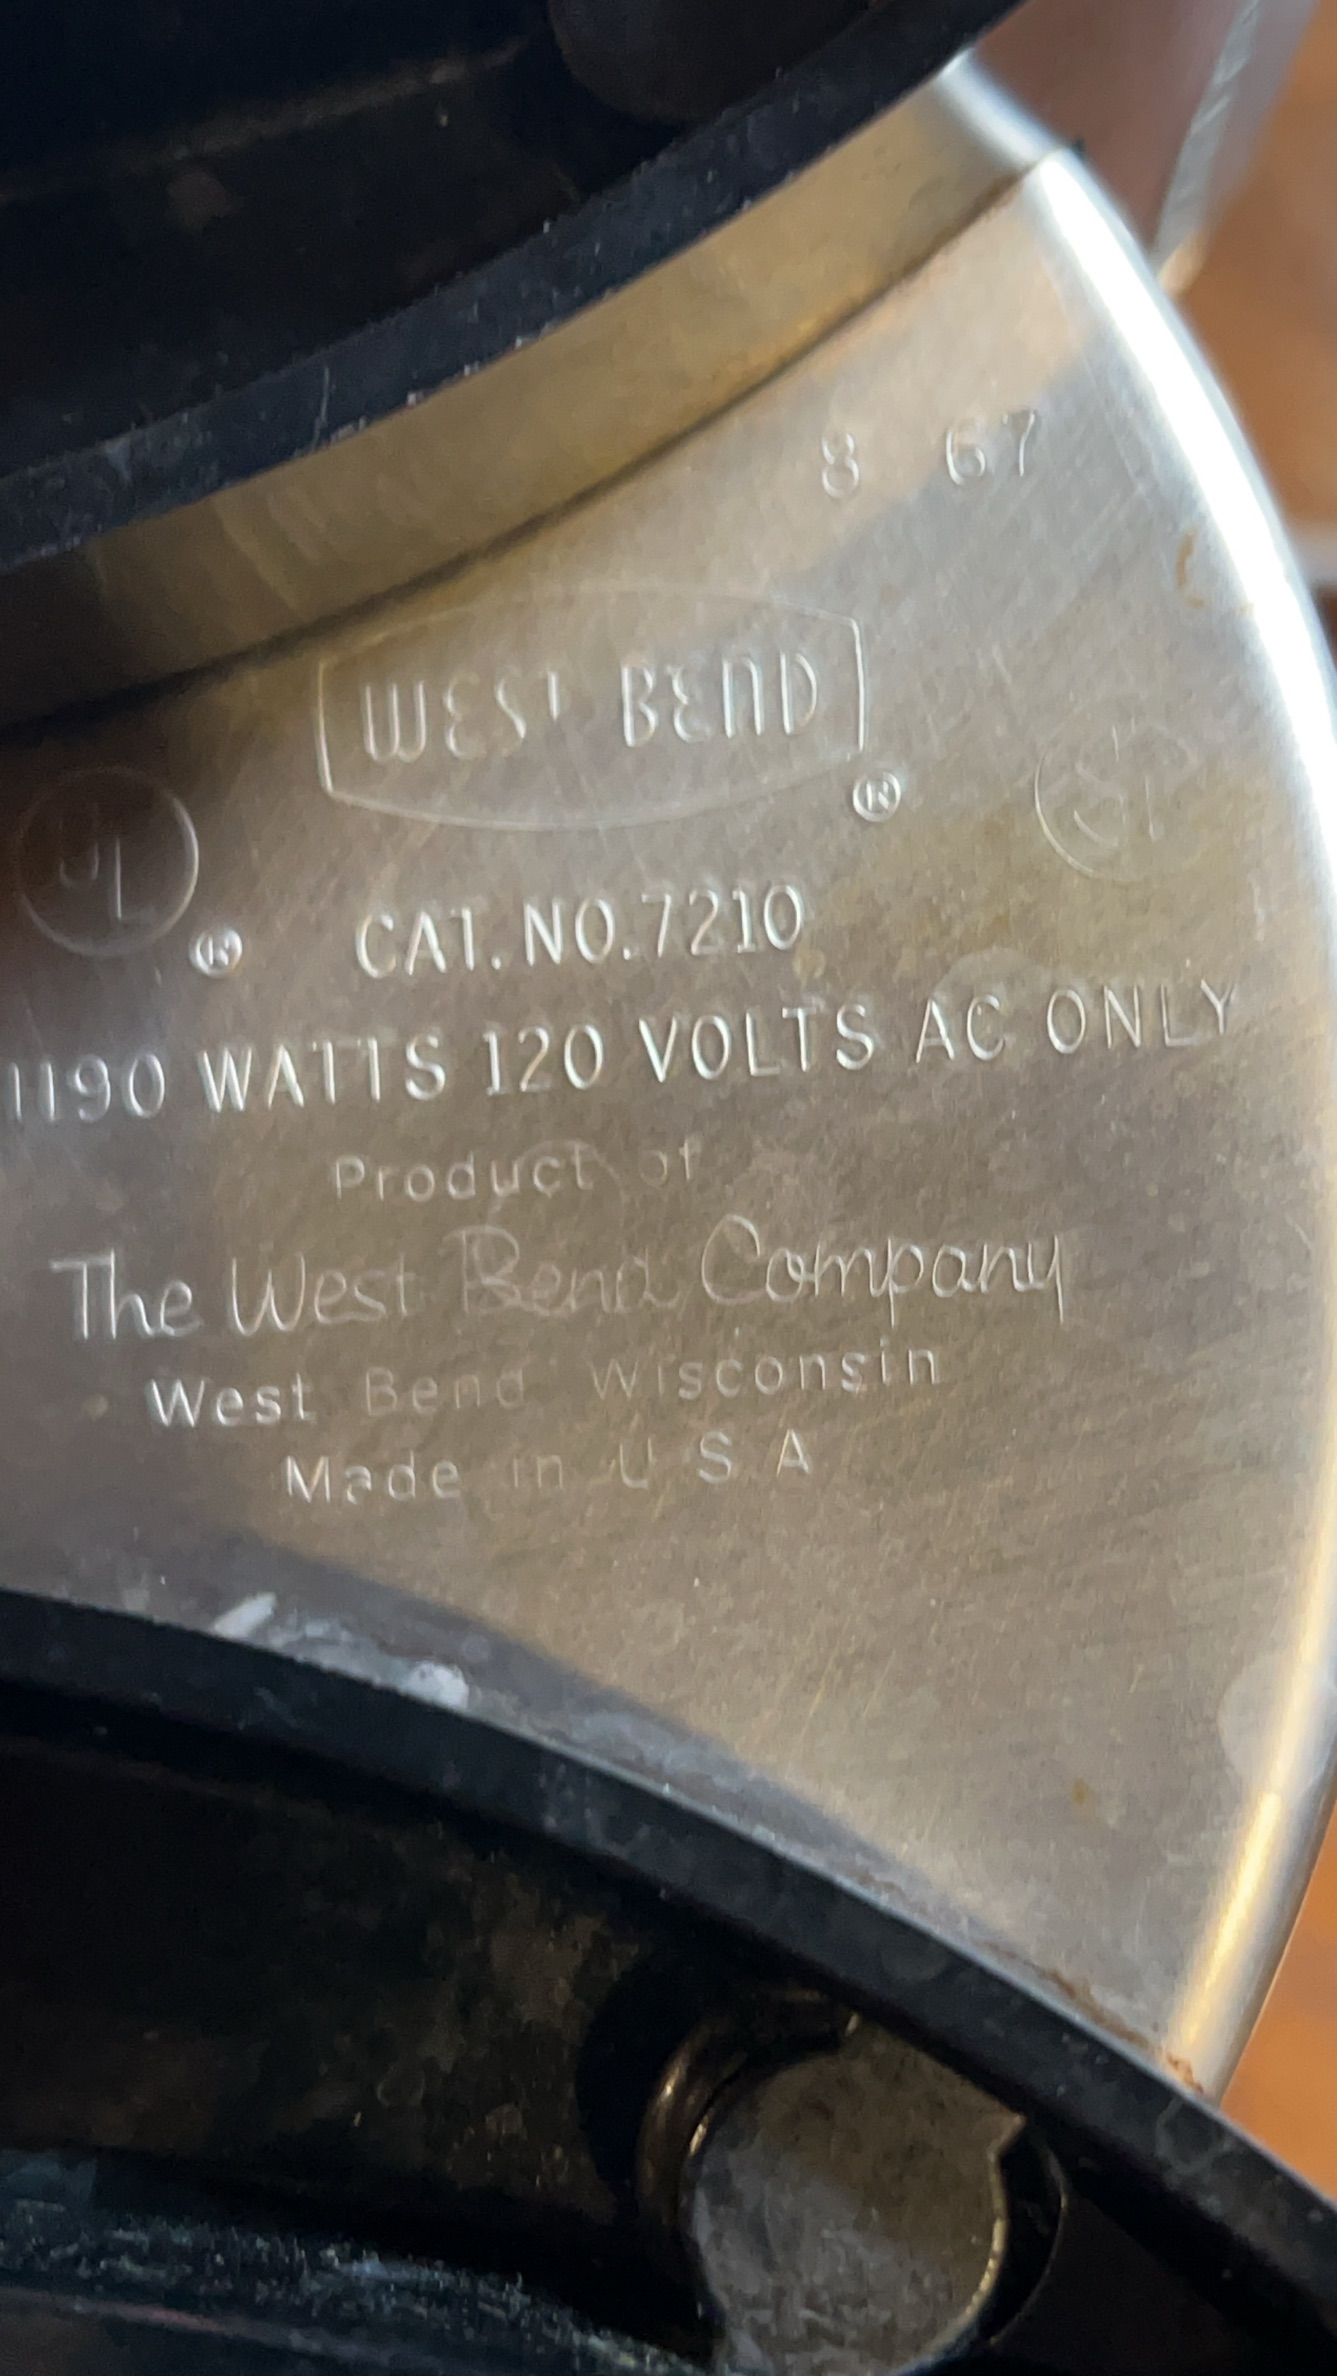 8 67
WEST BEND
®
UL
®
CAT. NO. 7210
1190 WATTS 120 VOLTS AC ONLY
Product of
The West Bend Company
West Bend Wisconsin
Made in U S A